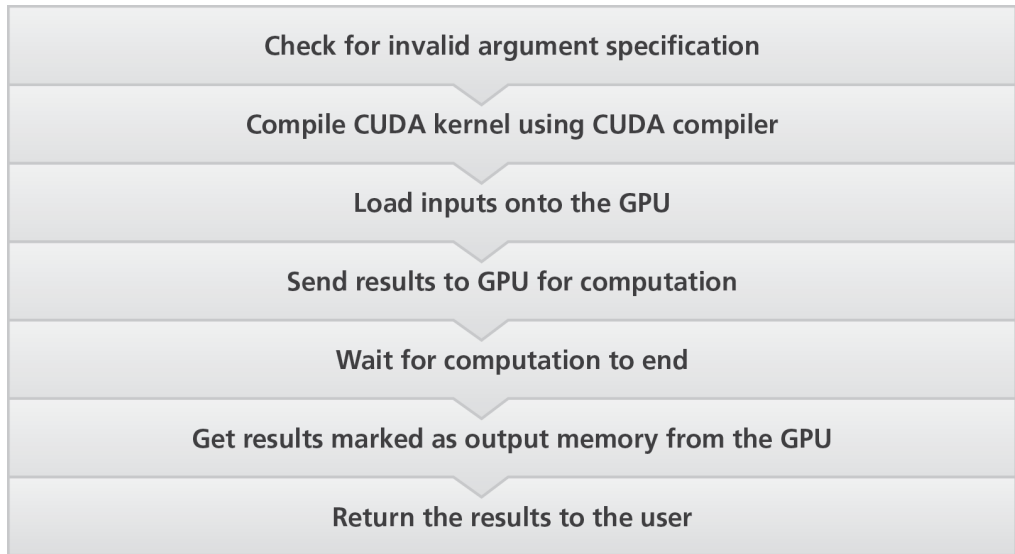 Check for invalid argument specification
Compile CUDA kernel using CUDA compiler
Load inputs onto the GPU
Send results to GPU for computation
Wait for computation to end
Get results marked as output memory from the GPU
Return the results to the user